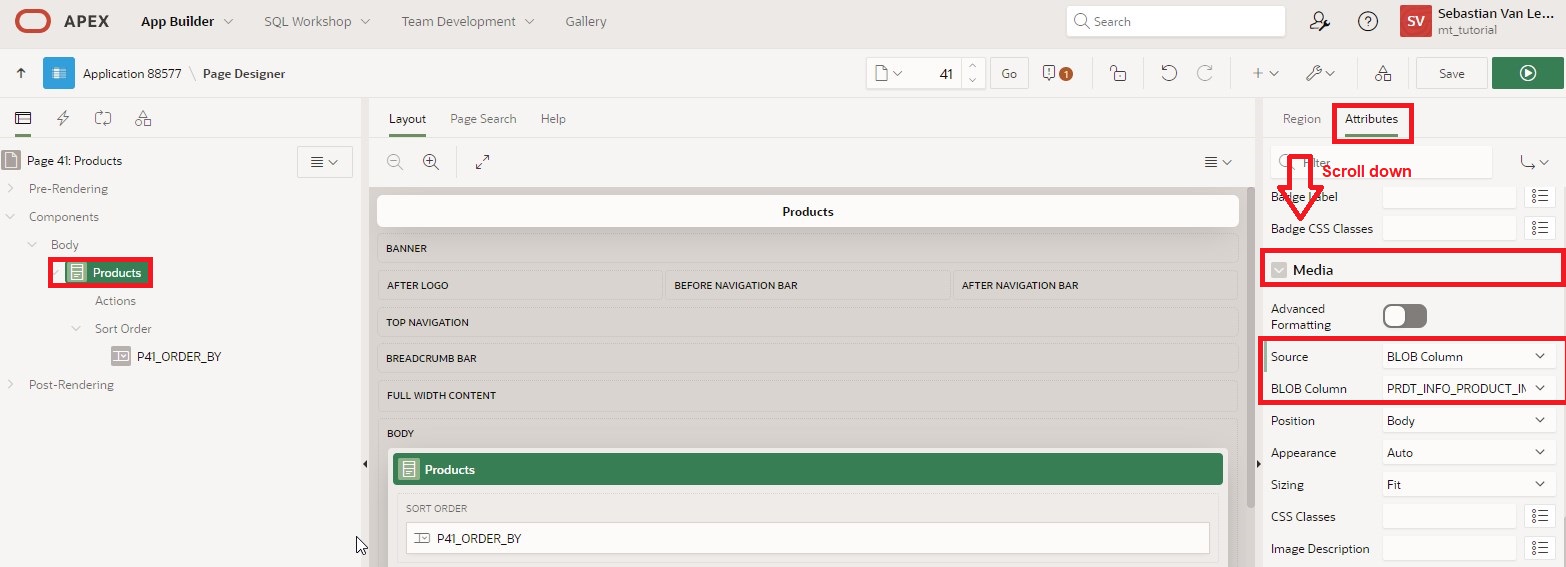 APEX App Builder SQL Workshop Team Development Gallery Search SV Sebastian Van Le...
mt_tutorial
Application 88577 \ Page Designer 41 Go 1 Save
Layout Page Search Help
Region Attributes
Page 41: Products
Pre-Rendering
Components
Body
Products
Actions
Sort Order
P41_ORDER_BY
Post-Rendering
Products
BANNER
AFTER LOGO BEFORE NAVIGATION BAR AFTER NAVIGATION BAR
TOP NAVIGATION
BREADCRUMB BAR
FULL WIDTH CONTENT
BODY
Products
SORT ORDER
P41_ORDER_BY
Filter
Scroll down
Badge Label
Badge CSS Classes
Media
Advanced
Formatting
Source BLOB Column
BLOB Column PRDT_INFO_PRODUCT_IN
Position Body
Appearance Auto
Sizing Fit
CSS Classes
Image Description